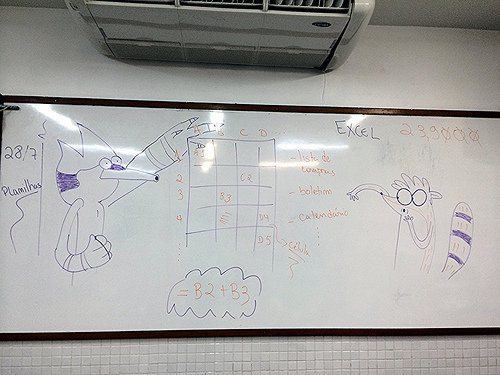 28/7
Planilhas
C D
1
2
3
4
C2
B3
D4
D5
célula
- lista de compras
- boletim
- calendário
EXCEL
239000
= B2 + B3